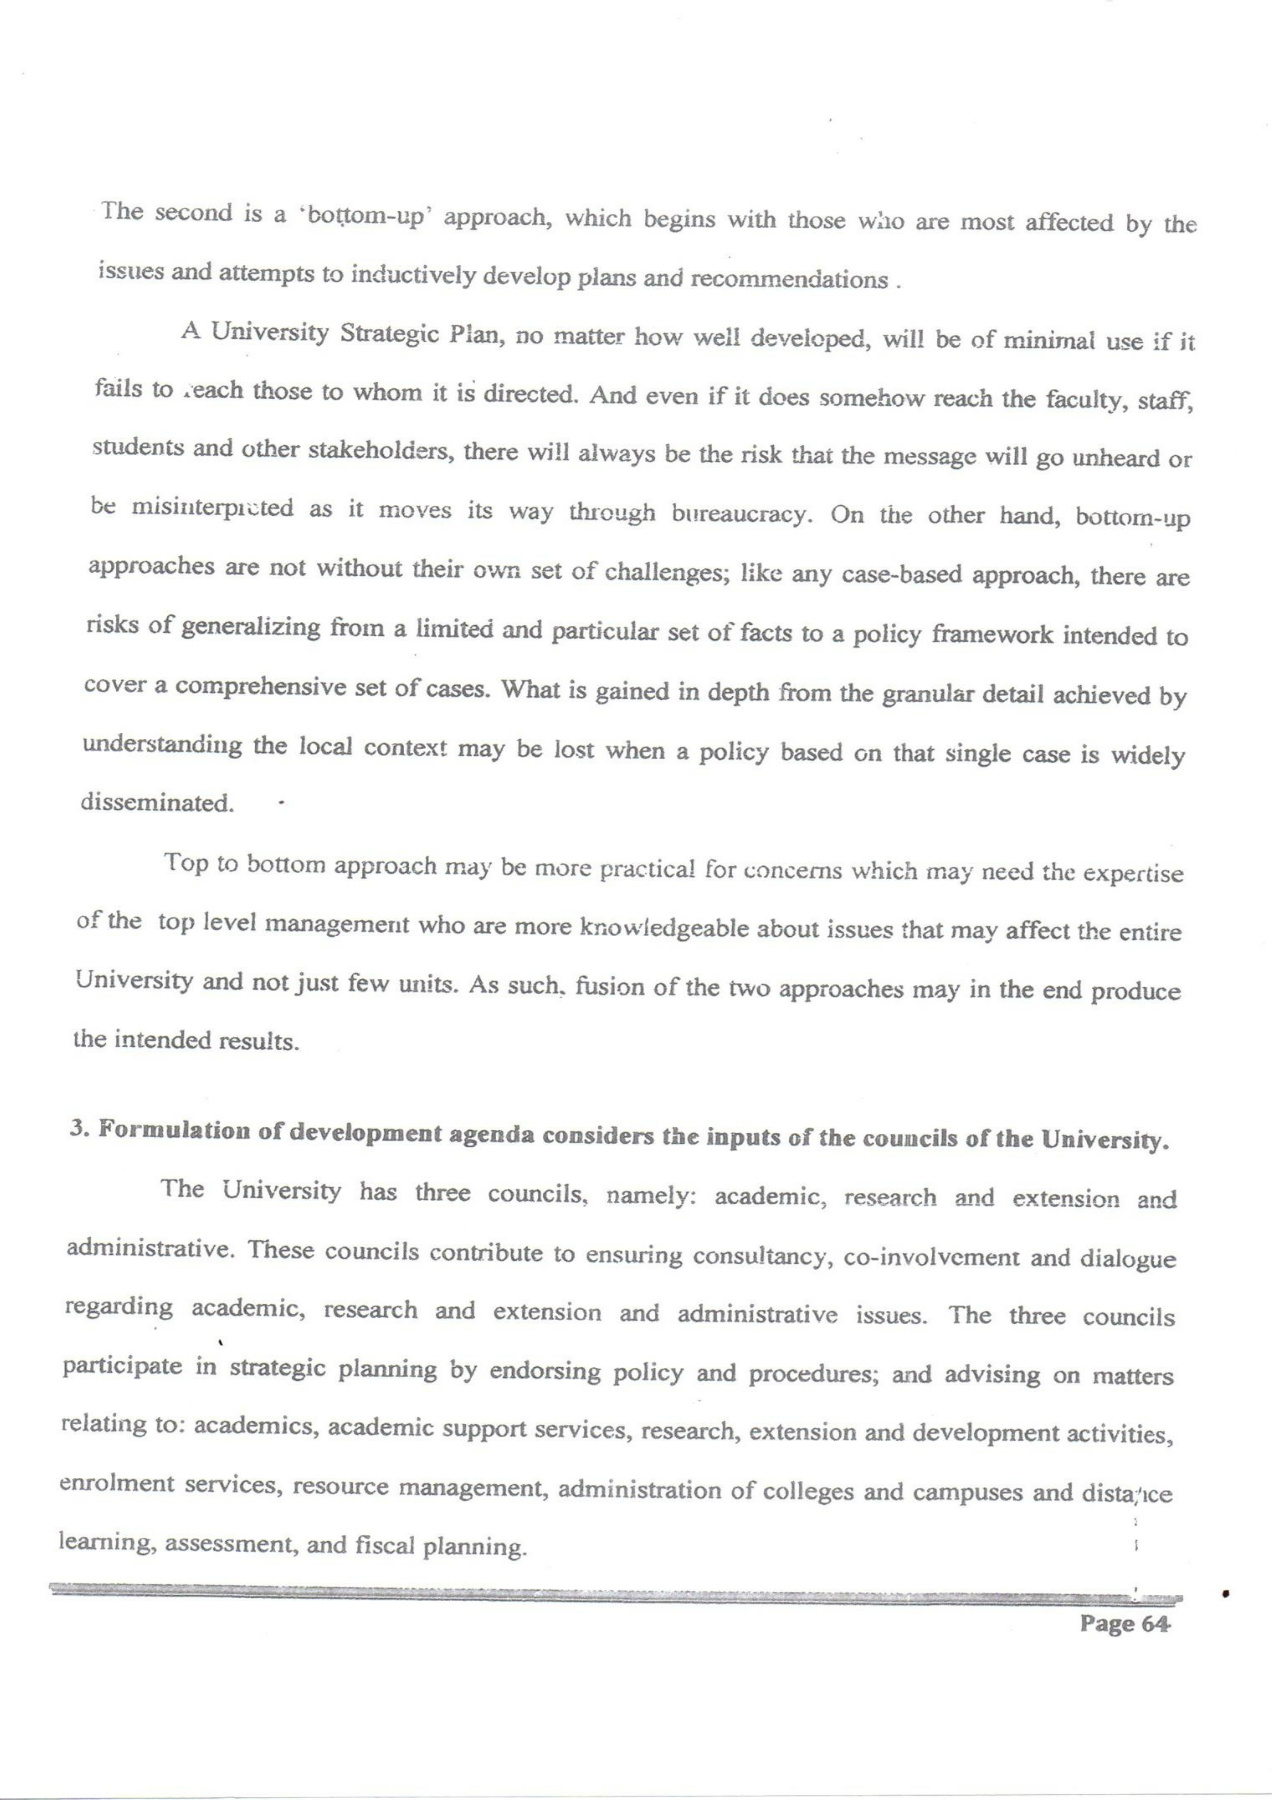 The second is a ‘bottom-up’ approach, which begins with those who are most affected by the
issues and attempts to inductively develop plans and recommendations .
A University Strategic Plan, no matter how well developed, will be of minimal use if it
fails to reach those to whom it is directed. And even if it does somehow reach the faculty, staff,
students and other stakeholders, there will always be the risk that the message will go unheard or
be misinterpreted as it moves its way through bureaucracy. On the other hand, bottom-up
approaches are not without their own set of challenges; like any case-based approach, there are
risks of generalizing from a limited and particular set of facts to a policy framework intended to
cover a comprehensive set of cases. What is gained in depth from the granular detail achieved by
understanding the local context may be lost when a policy based on that single case is widely
disseminated.
Top to bottom approach may be more practical for concerns which may need the expertise
of the top level management who are more knowledgeable about issues that may affect the entire
University and not just few units. As such, fusion of the two approaches may in the end produce
the intended results.
3. Formulation of development agenda considers the inputs of the councils of the University.
The University has three councils, namely: academic, research and extension and
administrative. These councils contribute to ensuring consultancy, co-involvement and dialogue
regarding academic, research and extension and administrative issues. The three councils
participate in strategic planning by endorsing policy and procedures; and advising on matters
relating to: academics, academic support services, research, extension and development activities,
enrolment services, resource management, administration of colleges and campuses and distance
learning, assessment, and fiscal planning.
Page 64